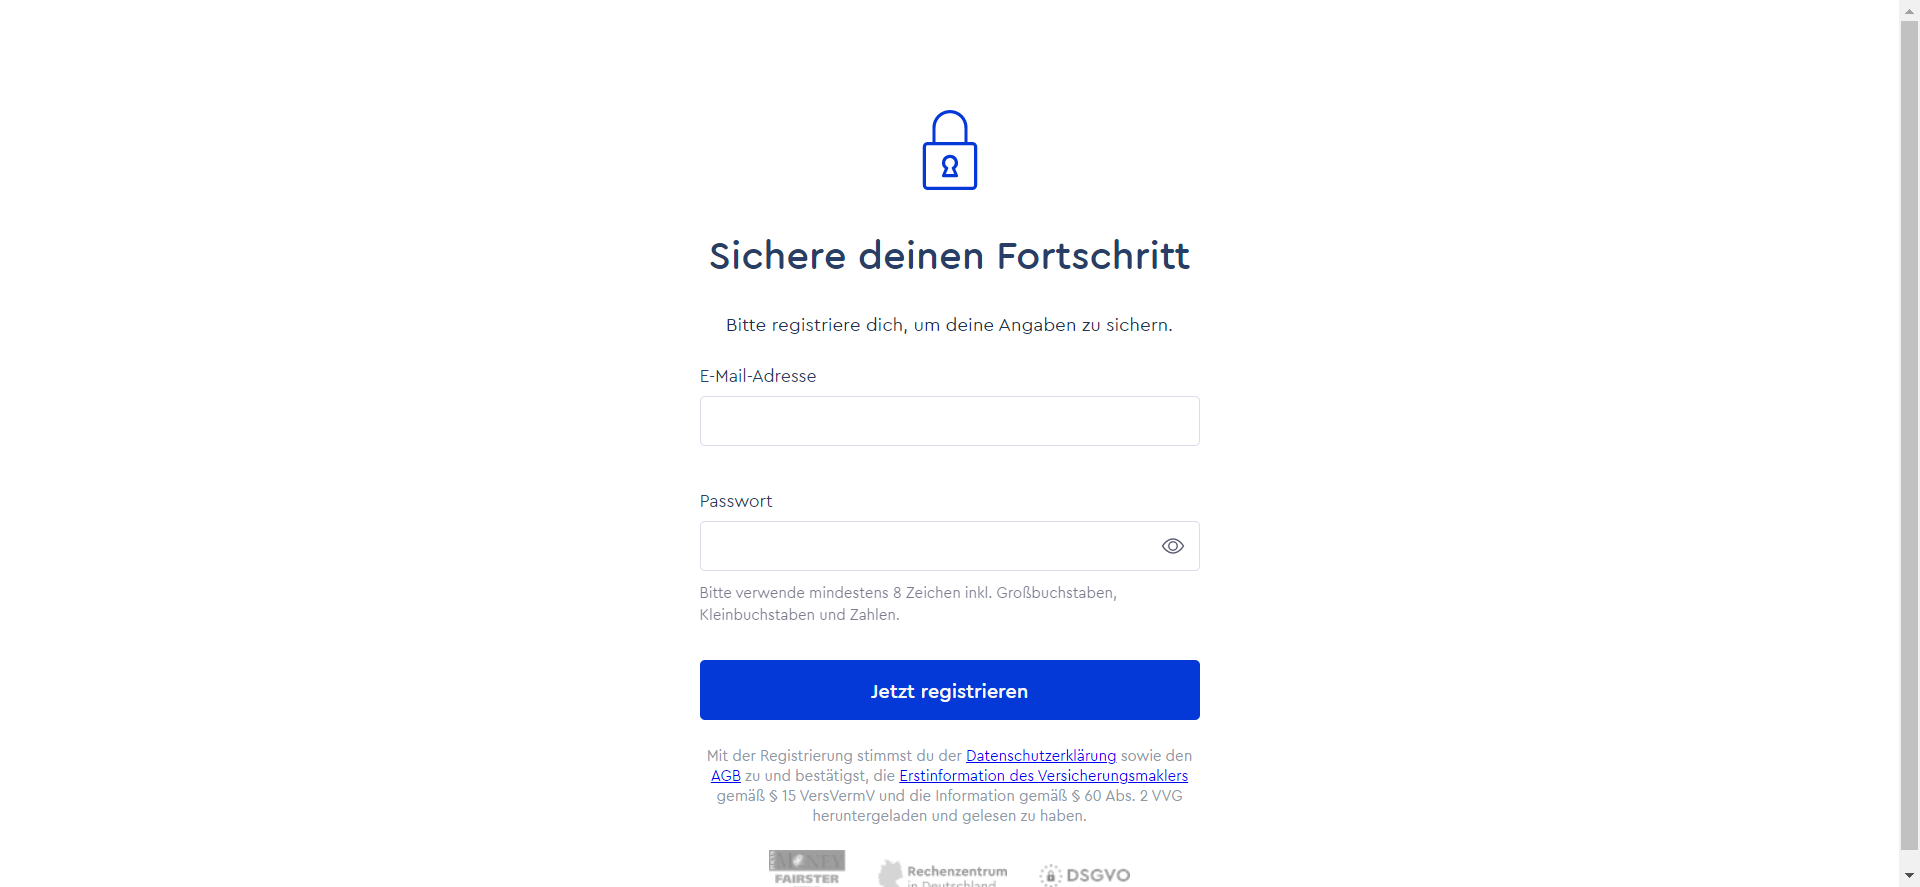 Sichere deinen Fortschritt
Bitte registriere dich, um deine Angaben zu sichern.
E-Mail-Adresse
Passwort
Bitte verwende mindestens 8 Zeichen inkl. Großbuchstaben,
Kleinbuchstaben und Zahlen.
Jetzt registrieren
Mit der Registrierung stimmst du der Datenschutzerklärung sowie den
AGB zu und bestätigst, die Erstinformation des Versicherungsmaklers
gemäß § 15 VersVermV und die Information gemäß § 60 Abs. 2 VVG
heruntergeladen und gelesen zu haben.
MONEY
FAIRSTER
Rechenzentrum
in Deutschland
DSGVO